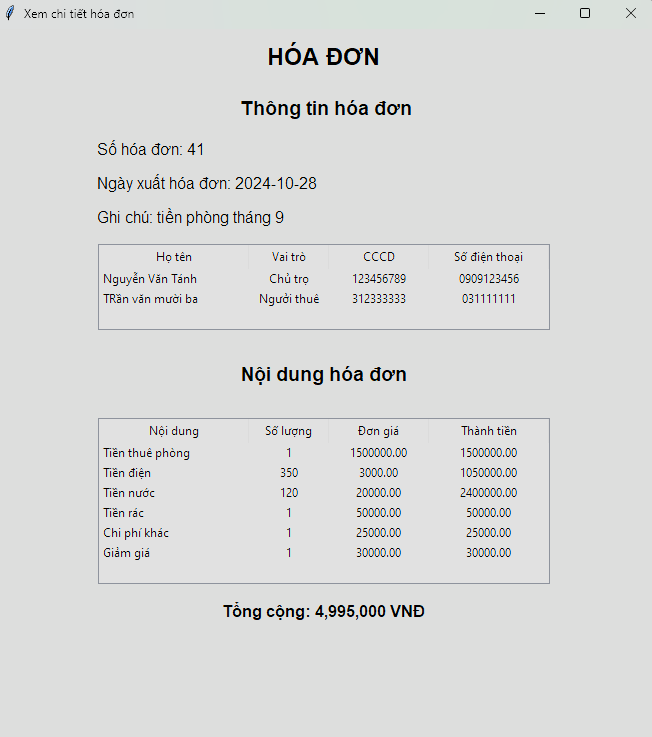 Xem chi tiết hóa đơn
HÓA ĐƠN
Thông tin hóa đơn
Số hóa đơn: 41
Ngày xuất hóa đơn: 2024-10-28
Ghi chú: tiền phòng tháng 9
Họ tên Vai trò CCCD Số điện thoại
Nguyễn Văn Tánh Chủ trọ 123456789 0909123456
TRần văn mười ba Người thuê 312333333 031111111
Nội dung hóa đơn
Nội dung Số lượng Đơn giá Thành tiền
Tiền thuê phòng 1 1500000.00 1500000.00
Tiền điện 350 3000.00 1050000.00
Tiền nước 120 20000.00 2400000.00
Tiền rác 1 50000.00 50000.00
Chi phí khác 1 25000.00 25000.00
Giảm giá 1 30000.00 30000.00
Tổng cộng: 4,995,000 VNĐ